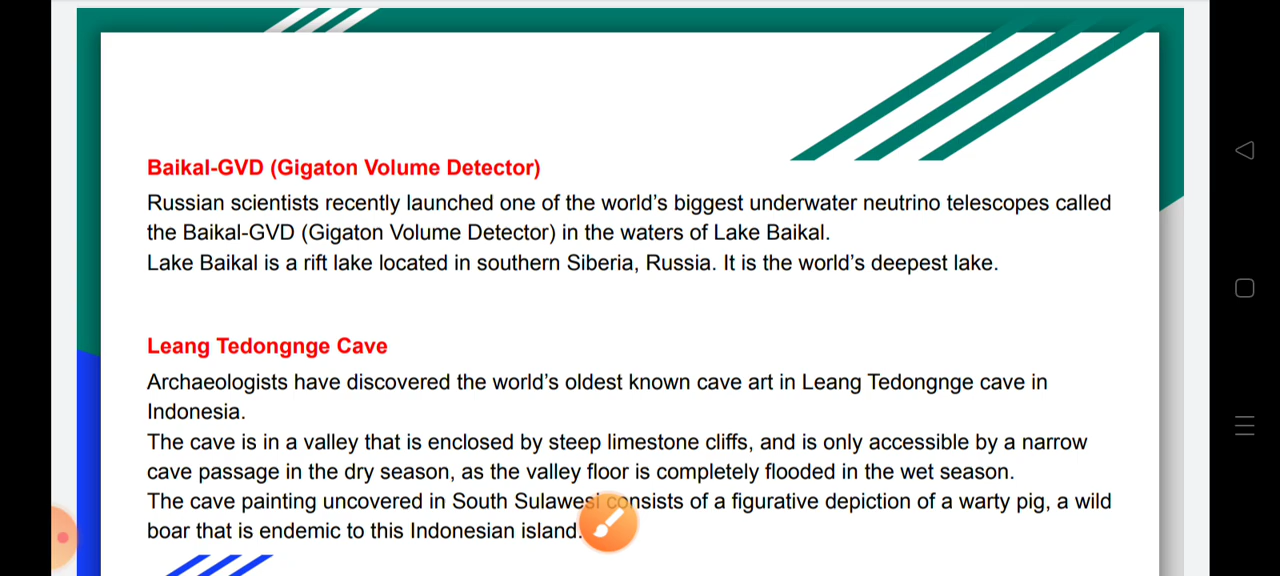 Baikal-GVD (Gigaton Volume Detector)
Russian scientists recently launched one of the world’s biggest underwater neutrino telescopes called
the Baikal-GVD (Gigaton Volume Detector) in the waters of Lake Baikal.
Lake Baikal is a rift lake located in southern Siberia, Russia. It is the world’s deepest lake.
Leang Tedongnge Cave
Archaeologists have discovered the world’s oldest known cave art in Leang Tedongnge cave in
Indonesia.
The cave is in a valley that is enclosed by steep limestone cliffs, and is only accessible by a narrow
cave passage in the dry season, as the valley floor is completely flooded in the wet season.
The cave painting uncovered in South Sulawesi consists of a figurative depiction of a warty pig, a wild
boar that is endemic to this Indonesian island.